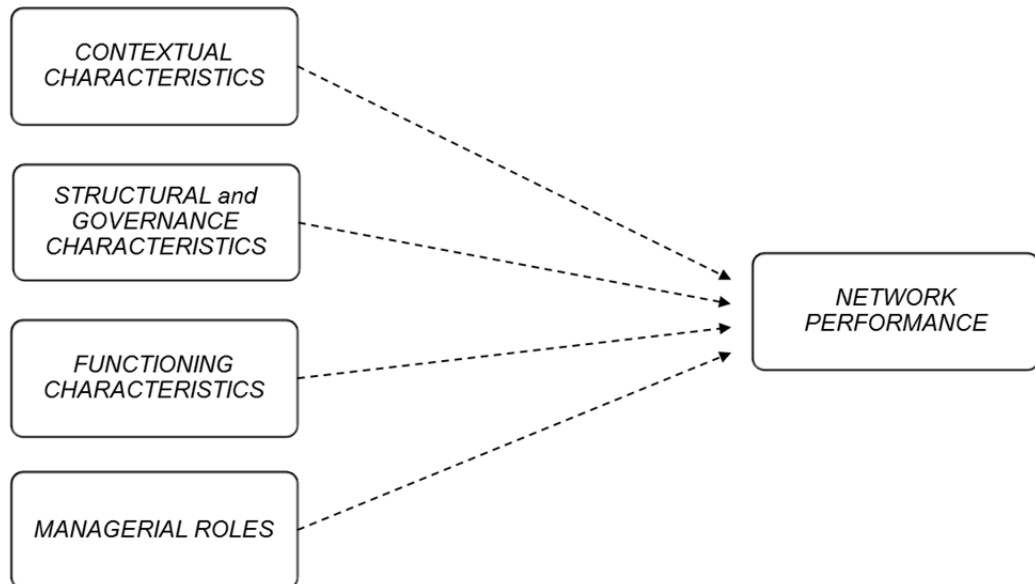 CONTEXTUAL
CHARACTERISTICS
STRUCTURAL and
GOVERNANCE
CHARACTERISTICS
FUNCTIONING
CHARACTERISTICS
MANAGERIAL ROLES
NETWORK
PERFORMANCE